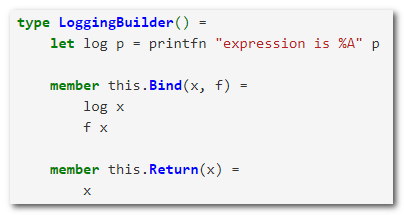 type LoggingBuilder() =
    let log p = printfn "expression is %A" p
    member this.Bind(x, f) =
        log x
        f x
    member this.Return(x) =
        x